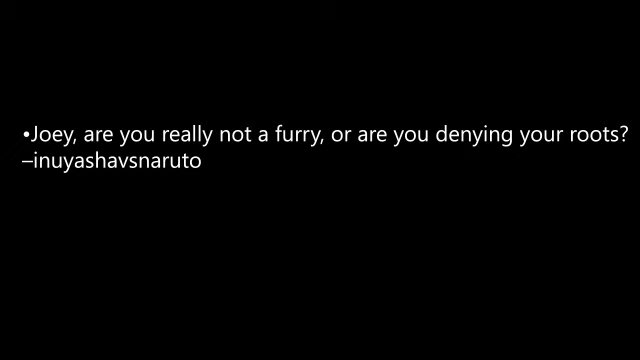 •Joey, are you really not a furry, or are you denying your roots?
–inuyashavsnaruto